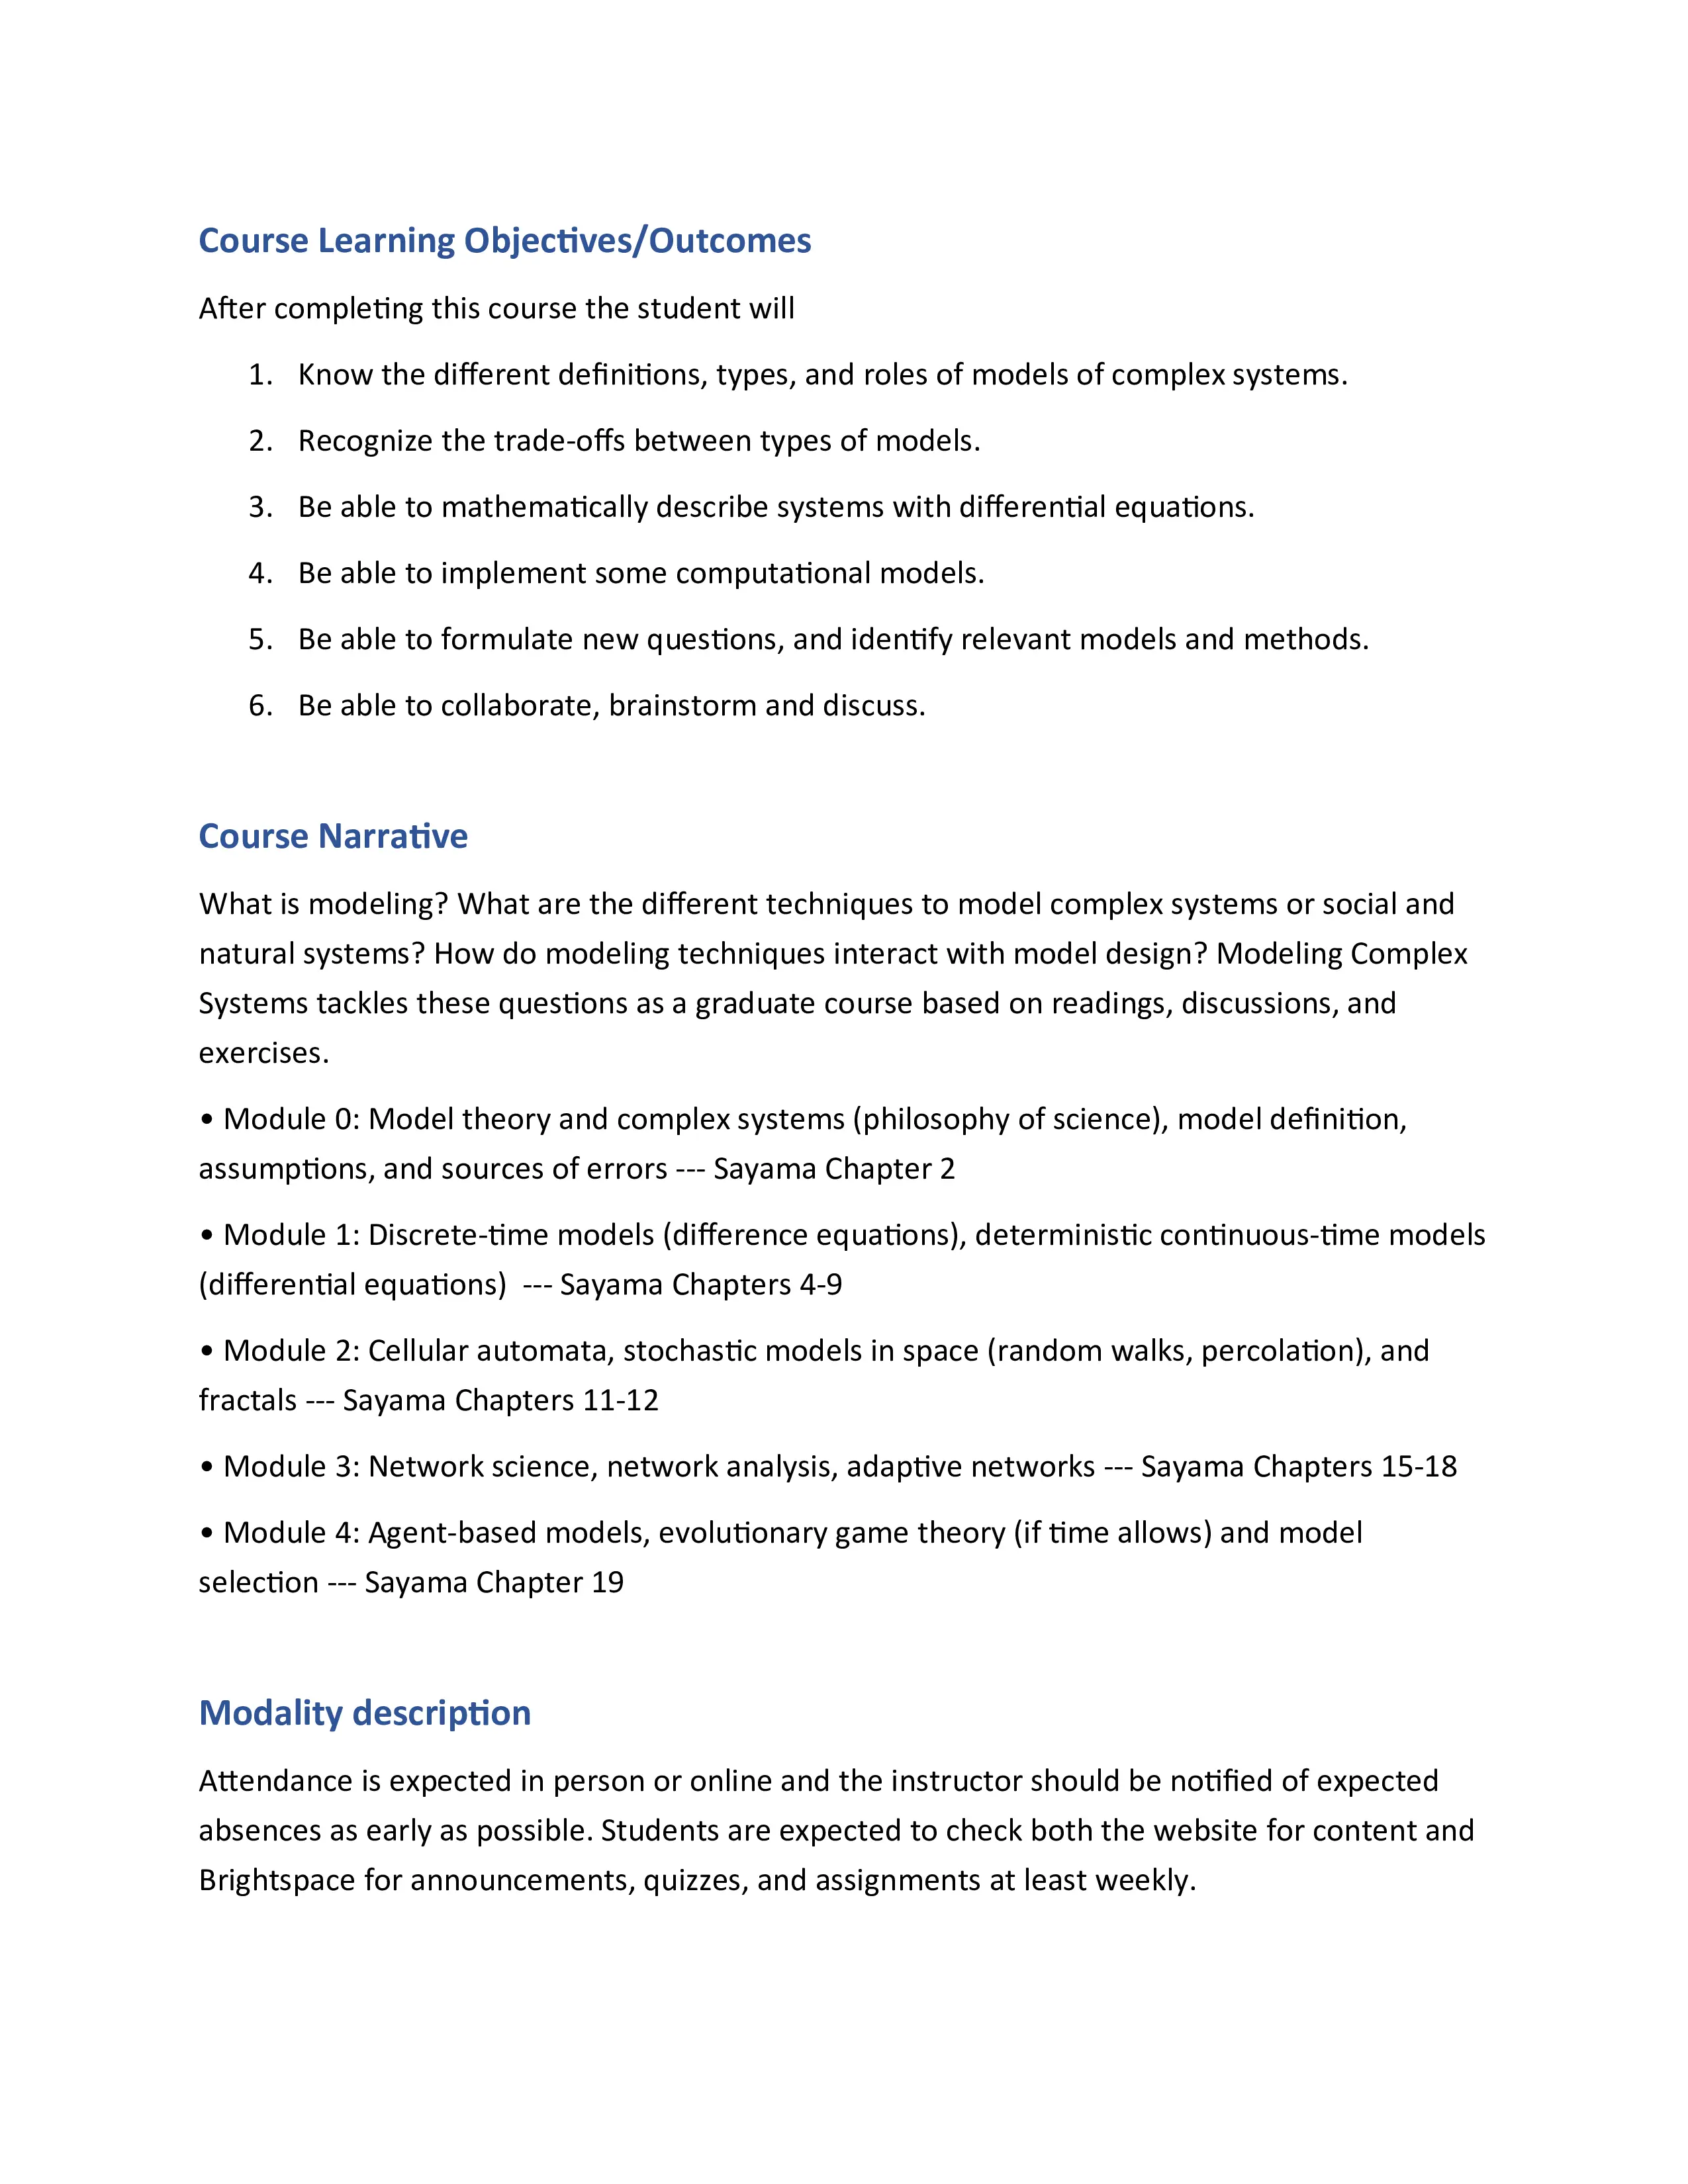 Course Learning Objectives/Outcomes
After completing this course the student will
1. Know the different definitions, types, and roles of models of complex systems.
2. Recognize the trade-offs between types of models.
3. Be able to mathematically describe systems with differential equations.
4. Be able to implement some computational models.
5. Be able to formulate new questions, and identify relevant models and methods.
6. Be able to collaborate, brainstorm and discuss.
Course Narrative
What is modeling? What are the different techniques to model complex systems or social and
natural systems? How do modeling techniques interact with model design? Modeling Complex
Systems tackles these questions as a graduate course based on readings, discussions, and
exercises.
• Module 0: Model theory and complex systems (philosophy of science), model definition,
assumptions, and sources of errors --- Sayama Chapter 2
• Module 1: Discrete-time models (difference equations), deterministic continuous-time models
(differential equations)  --- Sayama Chapters 4-9
• Module 2: Cellular automata, stochastic models in space (random walks, percolation), and
fractals --- Sayama Chapters 11-12
• Module 3: Network science, network analysis, adaptive networks --- Sayama Chapters 15-18
• Module 4: Agent-based models, evolutionary game theory (if time allows) and model
selection --- Sayama Chapter 19
Modality description
Attendance is expected in person or online and the instructor should be notified of expected
absences as early as possible. Students are expected to check both the website for content and
Brightspace for announcements, quizzes, and assignments at least weekly.